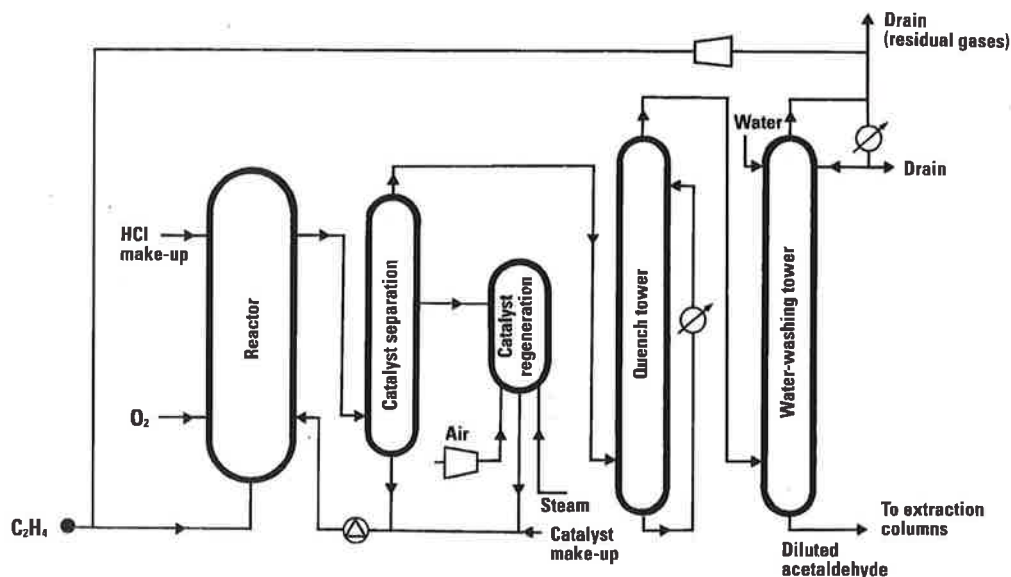 Drain
(residual gases)
Water
Drain
HCl
make-up
Reactor
Catalyst separation
Catalyst
regeneration
Quench tower
Water-washing tower
O₂
Air
Steam
C₂H₄
Catalyst
make-up
To extraction
columns
Diluted
acetaldehyde